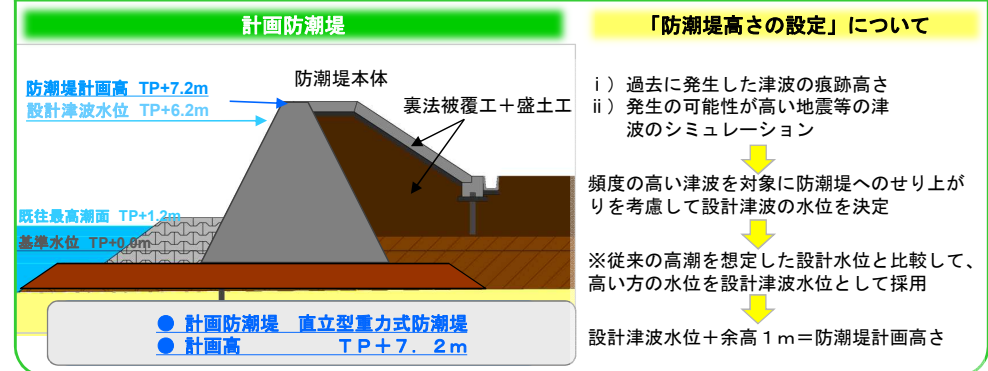 計画防潮堤
防潮堤計画高 TP+7.2m
設計津波水位 TP+6.2m
防潮堤本体
裏法被覆工＋盛土工
既往最高潮面 TP+1.2m
基準水位 TP+0.0m
● 計画防潮堤　直立型重力式防潮堤
● 計画高　　　　ＴＰ＋７．２ｍ
「防潮堤高さの設定」について
ⅰ）過去に発生した津波の痕跡高さ
ⅱ）発生の可能性が高い地震等の津
波のシミュレーション
頻度の高い津波を対象に防潮堤へのせり上が
りを考慮して設計津波の水位を決定
※従来の高潮を想定した設計水位と比較して、
高い方の水位を設計津波水位として採用
設計津波水位＋余高１ｍ＝防潮堤計画高さ